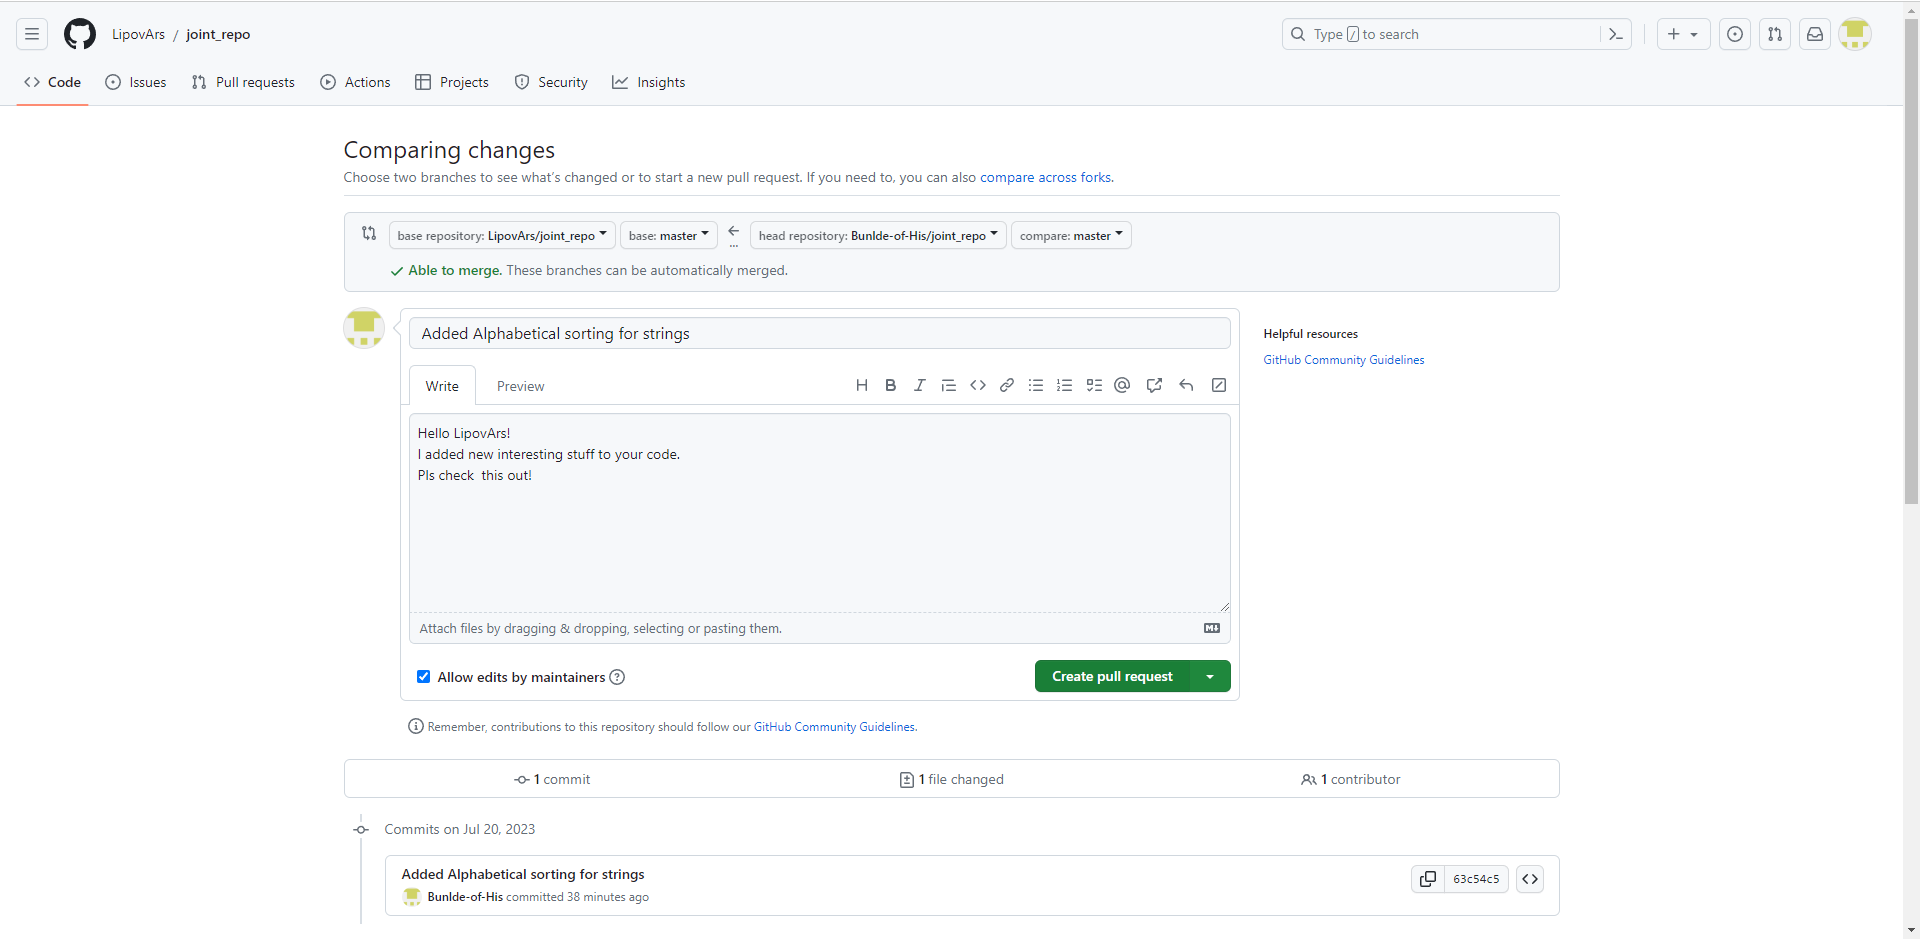 LipovArs / joint_repo
Type / to search
Code Issues Pull requests Actions Projects Security Insights
Comparing changes
Choose two branches to see what's changed or to start a new pull request. If you need to, you can also compare across forks.
base repository: LipovArs/joint_repo base: master ... head repository: Bunlde-of-His/joint_repo compare: master
Able to merge. These branches can be automatically merged.
Added Alphabetical sorting for strings
Helpful resources
GitHub Community Guidelines
Write Preview
Hello LipovArs!
I added new interesting stuff to your code.
Pls check  this out!
Attach files by dragging & dropping, selecting or pasting them.
Allow edits by maintainers
Create pull request
Remember, contributions to this repository should follow our GitHub Community Guidelines.
1 commit 1 file changed 1 contributor
Commits on Jul 20, 2023
Added Alphabetical sorting for strings
Bunlde-of-His committed 38 minutes ago
63c54c5